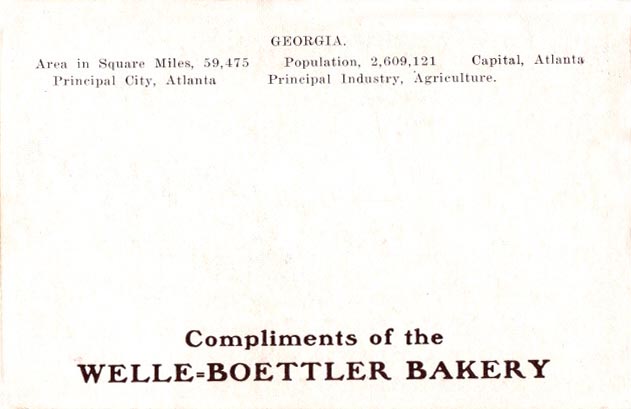 GEORGIA.
Area in Square Miles, 59,475 Population, 2,609,121 Capital, Atlanta
Principal City, Atlanta Principal Industry, Agriculture.
Compliments of the
WELLE=BOETTLER BAKERY